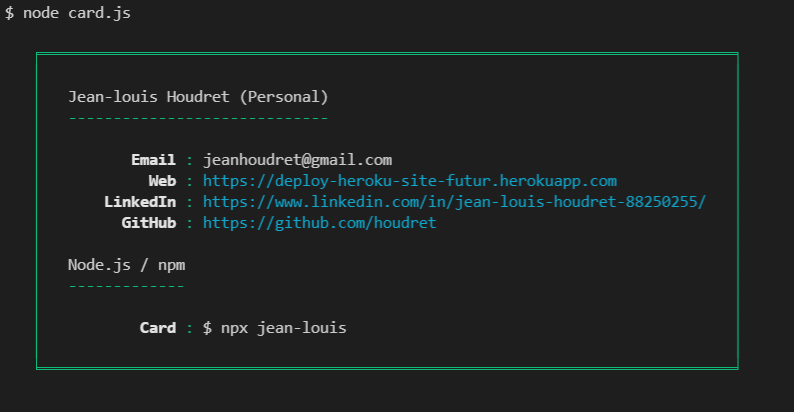 $ node card.js
Jean-louis Houdret (Personal)
-----------------------------
Email : jeanhoudret@gmail.com
Web : https://deploy-heroku-site-futur.herokuapp.com
LinkedIn : https://www.linkedin.com/in/jean-louis-houdret-88250255/
GitHub : https://github.com/houdret
Node.js / npm
-------------
Card : $ npx jean-louis